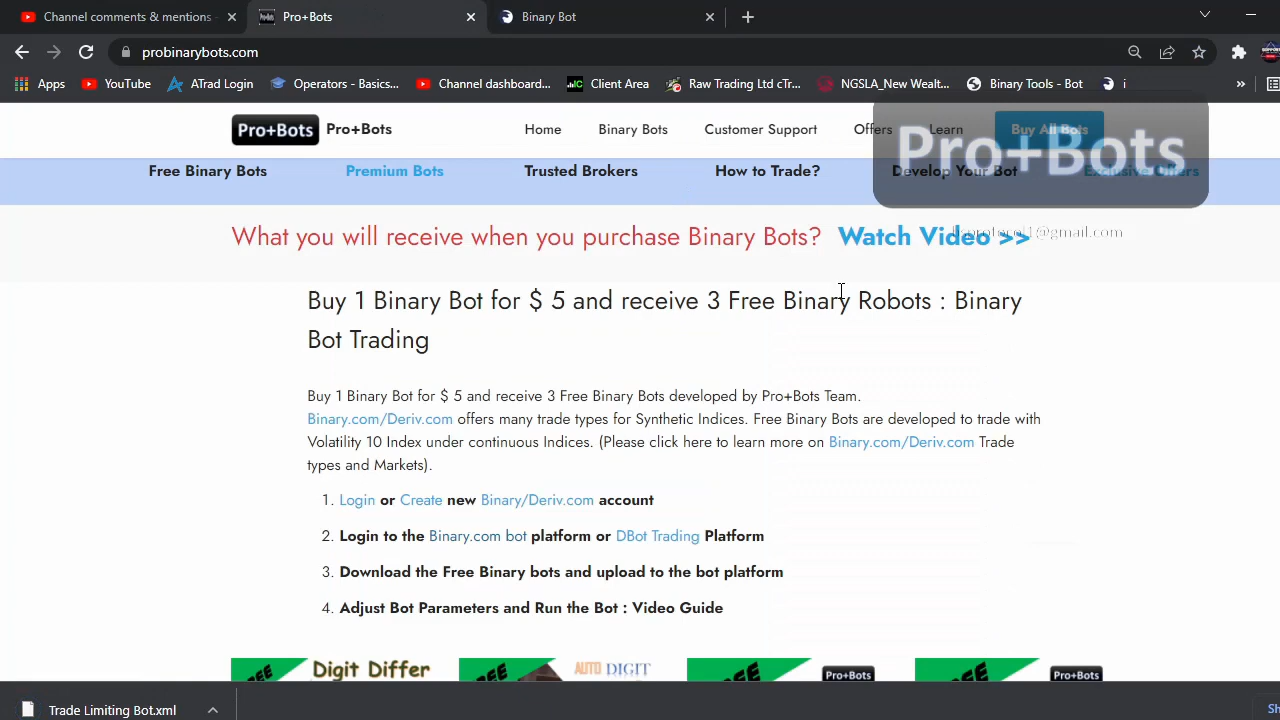 Channel comments & mentions
Pro+Bots
Binary Bot
probinarybots.com
Apps
YouTube
ATrad Login
Operators - Basics...
Channel dashboard...
Client Area
Raw Trading Ltd cTr...
NGSLA_New Wealt...
Binary Tools - Bot
i
»
Pro+Bots Pro+Bots
Home
Binary Bots
Customer Support
Offers
Learn
Buy All Bots
Pro+Bots
Free Binary Bots
Premium Bots
Trusted Brokers
How to Trade?
Develop Your Bot
Exclusive Offers
What you will receive when you purchase Binary Bots? Watch Video >>
Buy 1 Binary Bot for $ 5 and receive 3 Free Binary Robots : Binary
Bot Trading
Buy 1 Binary Bot for $ 5 and receive 3 Free Binary Bots developed by Pro+Bots Team.
Binary.com/Deriv.com offers many trade types for Synthetic Indices. Free Binary Bots are developed to trade with
Volatility 10 Index under continuous Indices. (Please click here to learn more on Binary.com/Deriv.com Trade
types and Markets).
1. Login or Create new Binary/Deriv.com account
2. Login to the Binary.com bot platform or DBot Trading Platform
3. Download the Free Binary bots and upload to the bot platform
4. Adjust Bot Parameters and Run the Bot : Video Guide
Digit Differ
AUTO DIGIT
Pro+Bots
Pro+Bots
Trade Limiting Bot.xml
Sh